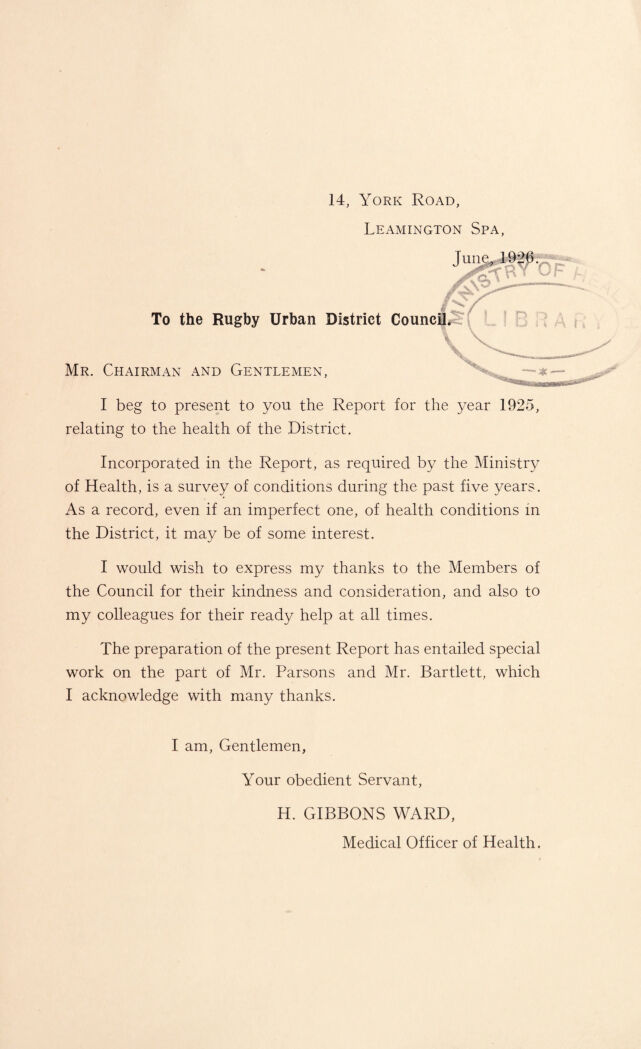 14, York Road,
Leamington Spa,
June, 1926.
MINISTRY OF HEALTH
LIBRARY
To the Rugby Urban District Council.
Mr. Chairman and Gentlemen,
I beg to present to you the Report for the year 1925,
relating to the health of the District.
Incorporated in the Report, as required by the Ministry
of Health, is a survey of conditions during the past five years.
As a record, even if an imperfect one, of health conditions in
the District, it may be of some interest.
I would wish to express my thanks to the Members of
the Council for their kindness and consideration, and also to
my colleagues for their ready help at all times.
The preparation of the present Report has entailed special
work on the part of Mr. Parsons and Mr. Bartlett, which
I acknowledge with many thanks.
I am, Gentlemen,
Your obedient Servant,
H. GIBBONS WARD,
Medical Officer of Health.